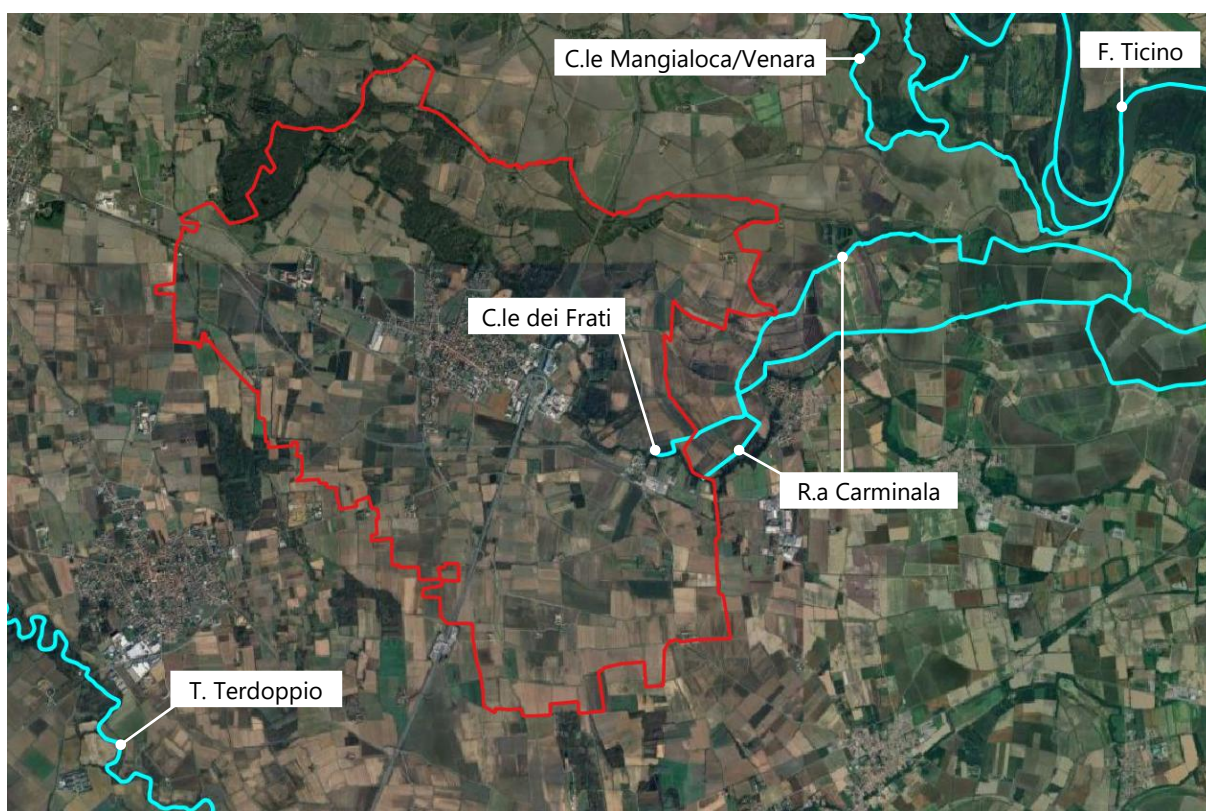 C.le Mangialoca/Venara
F. Ticino
C.le dei Frati
R.a Carminala
T. Terdoppio